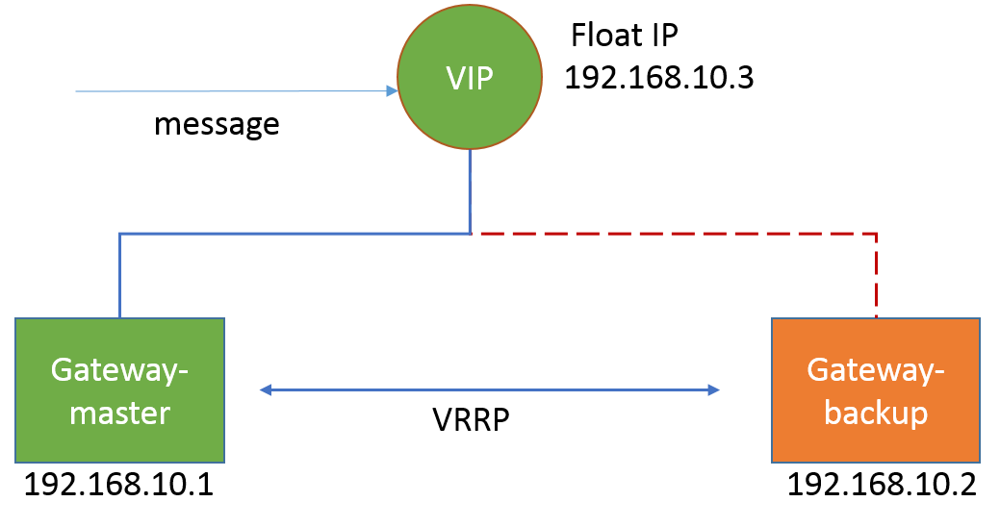 Float IP
192.168.10.3
VIP
message
Gateway-
master
192.168.10.1
VRRP
Gateway-
backup
192.168.10.2